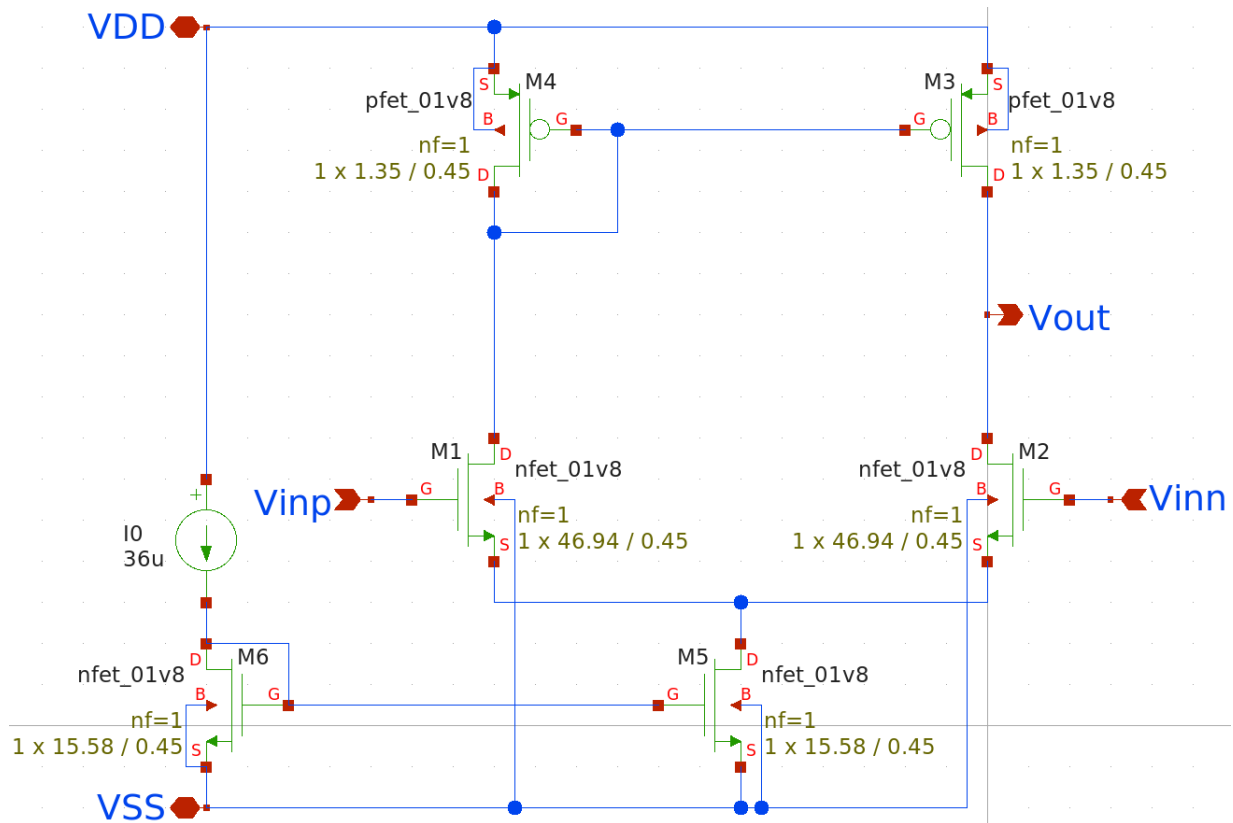 VDD
S
M4
pfet_01v8
B
G
nf=1
1 x 1.35 / 0.45
D
M3
S
pfet_01v8
G
B
nf=1
1 x 1.35 / 0.45
D
Vout
M1
D
nfet_01v8
Vinp
G
B
nf=1
S
1 x 46.94 / 0.45
M2
D
nfet_01v8
B
G
Vinn
nf=1
1 x 46.94 / 0.45
S
+
I0
36u
D
M6
nfet_01v8
B
G
nf=1
1 x 15.58 / 0.45
S
M5
D
nfet_01v8
G
B
nf=1
S
1 x 15.58 / 0.45
VSS